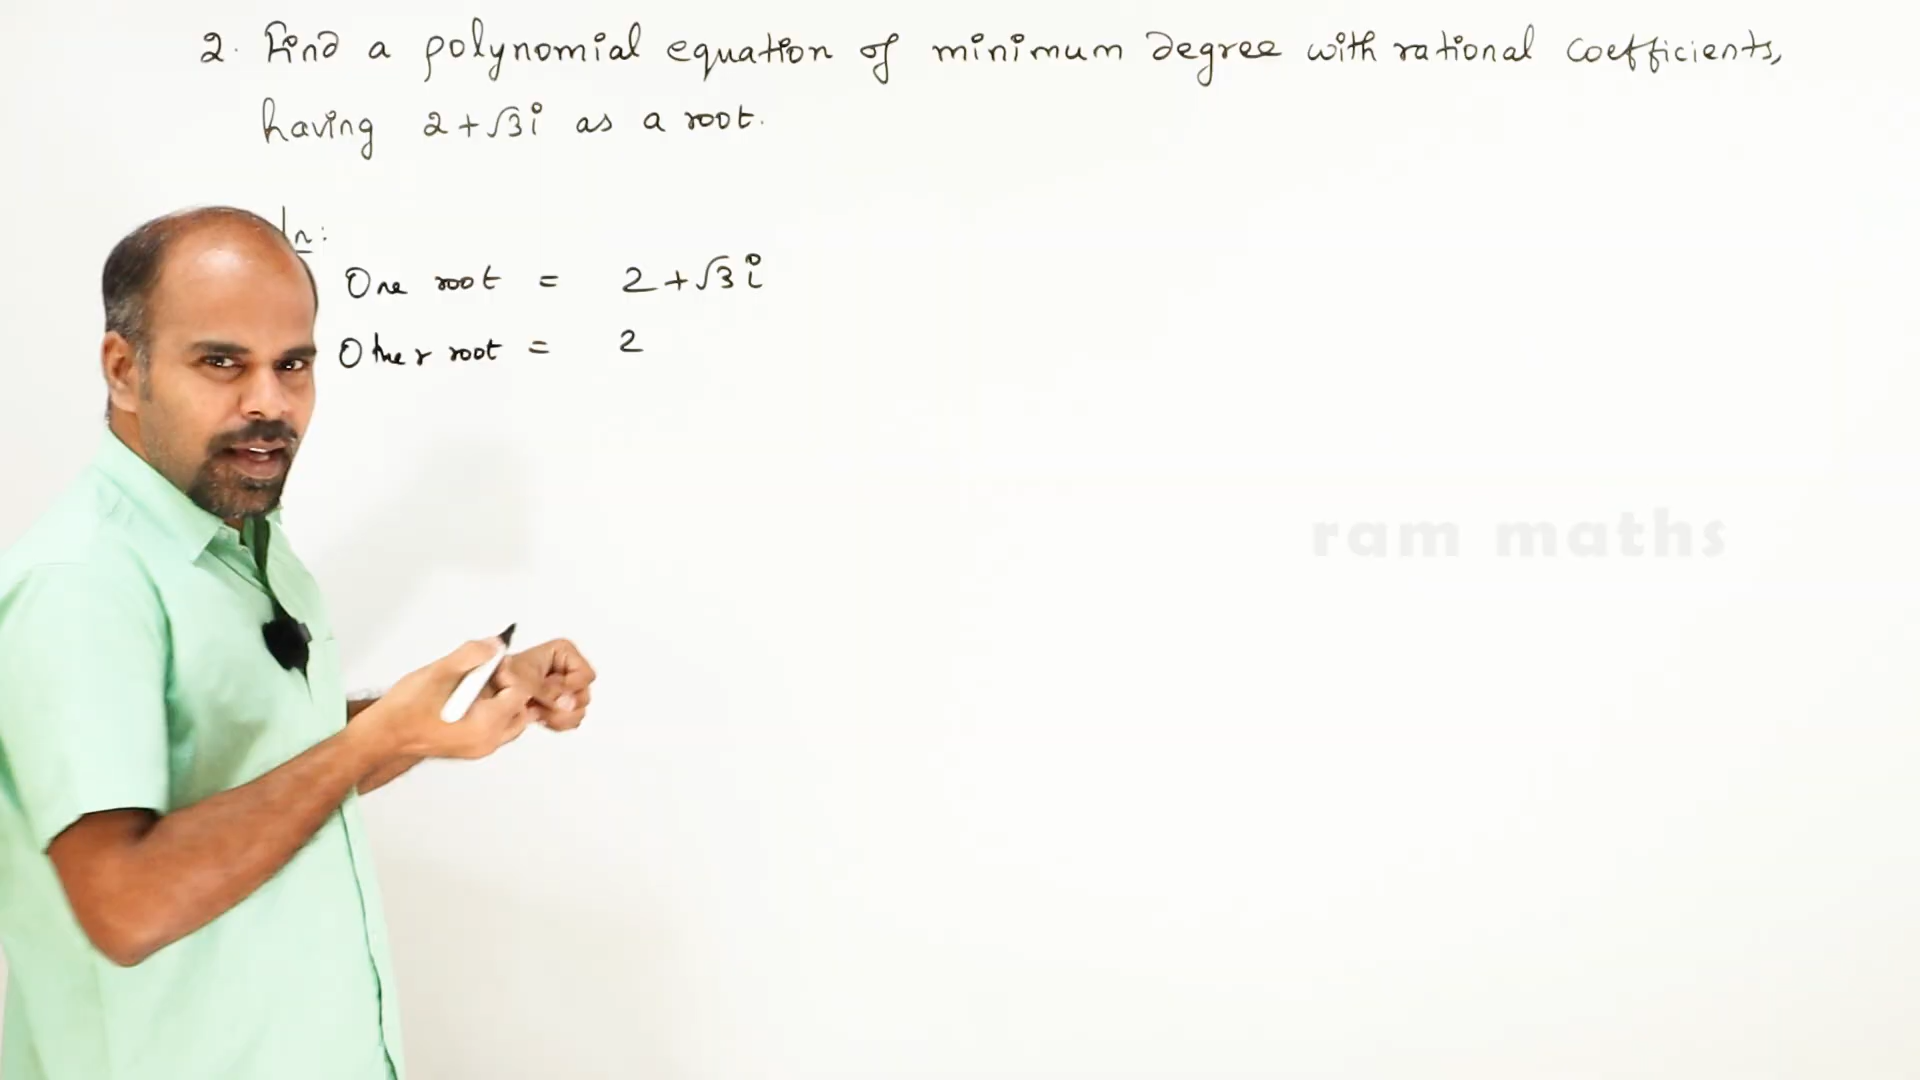 2. Find a polynomial equation of minimum degree with rational coefficients,
having 2+√3i as a root.
ln:
One root = 2+√3i
Other root = 2
ram maths